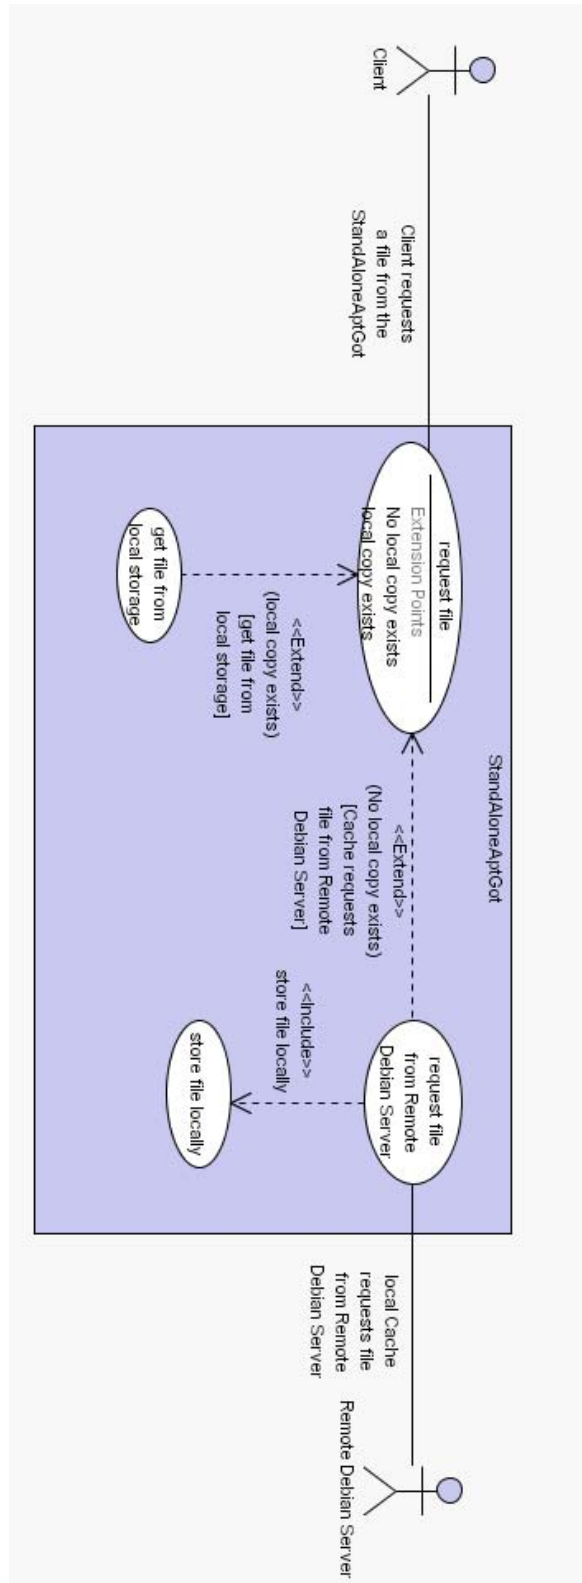 StandAloneAptGot
Client
Client requests
a file from the
StandAloneAptGot
request file
Extension Points
No local copy exists
local copy exists
<<Extend>>
(No local copy exists)
[Cache requests
file from Remote
Debian Server]
request file
from Remote
Debian Server
local Cache
requests file
from Remote
Debian Server
Remote Debian Server
<<Extend>>
(local copy exists)
[get file from
local storage]
get file from
local storage
<<Include>>
store file locally
store file locally